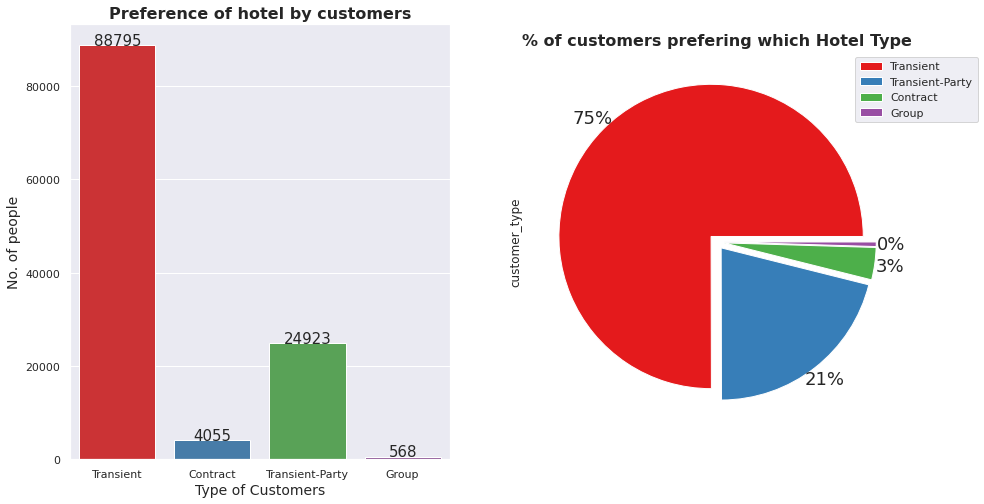 Preference of hotel by customers
88795
80000
60000
40000
20000
0
No. of people
24923
4055
568
Transient
Contract
Transient-Party
Group
Type of Customers
% of customers prefering which Hotel Type
Transient
Transient-Party
Contract
Group
75%
0%
3%
21%
customer_type